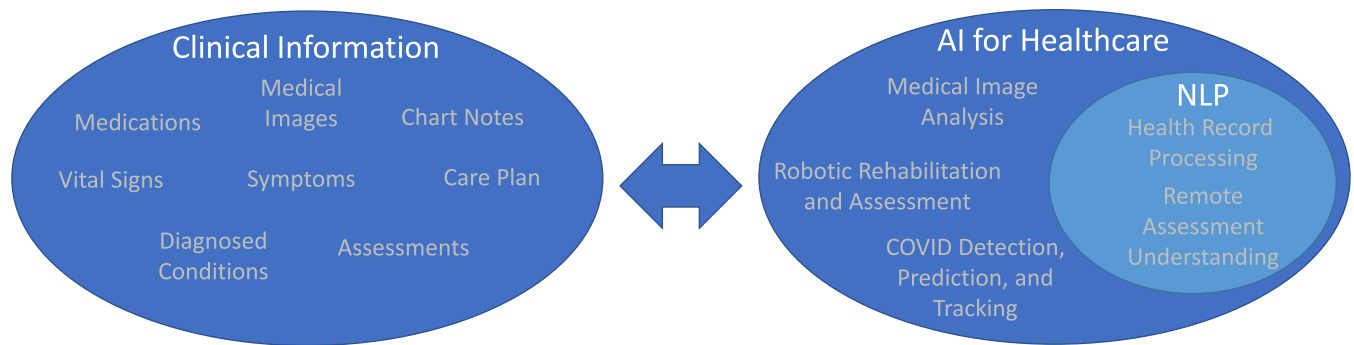 Clinical Information
Medical
Images
Medications
Chart Notes
Vital Signs
Symptoms
Care Plan
Diagnosed
Conditions
Assessments
AI for Healthcare
Medical Image
Analysis
Robotic Rehabilitation
and Assessment
COVID Detection,
Prediction, and
Tracking
NLP
Health Record
Processing
Remote
Assessment
Understanding